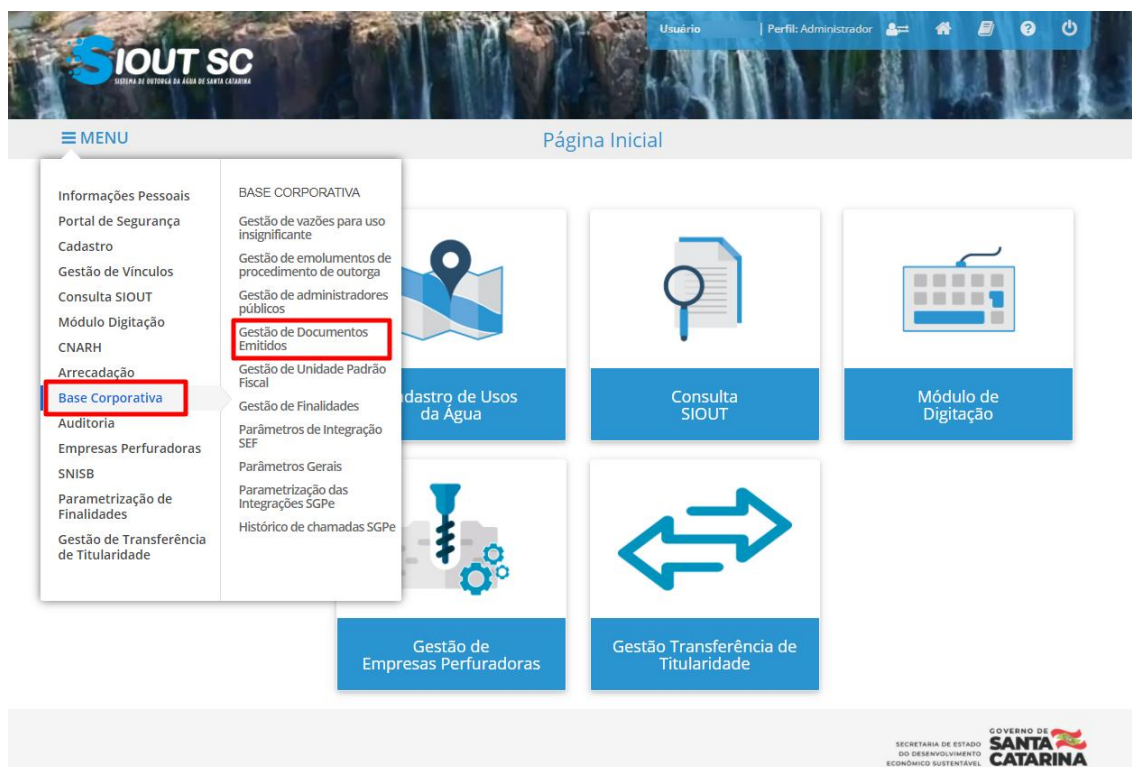 SIOUT SC
SISTEMA DE OUTORGA DA ÁGUA DE SANTA CATARINA
Usuário | Perfil: Administrador
MENU
Página Inicial
Informações Pessoais
Portal de Segurança
Cadastro
Gestão de Vínculos
Consulta SIOUT
Módulo Digitação
CNARH
Arrecadação
Base Corporativa
Auditoria
Empresas Perfuradoras
SNISB
Parametrização de
Finalidades
Gestão de Transferência
de Titularidade
BASE CORPORATIVA
Gestão de vazões para uso
insignificante
Gestão de emolumentos de
procedimento de outorga
Gestão de administradores
públicos
Gestão de Documentos
Emitidos
Gestão de Unidade Padrão
Fiscal
Gestão de Finalidades
Parâmetros de Integração
SEF
Parâmetros Gerais
Parametrização das
Integrações SGPe
Histórico de chamadas SGPe
dastro de Usos
da Água
Consulta
SIOUT
Módulo de
Digitação
Gestão de
Empresas Perfuradoras
Gestão Transferência de
Titularidade
SECRETARIA DE ESTADO
DO DESENVOLVIMENTO
ECONÔMICO SUSTENTÁVEL
GOVERNO DE
SANTA
CATARINA